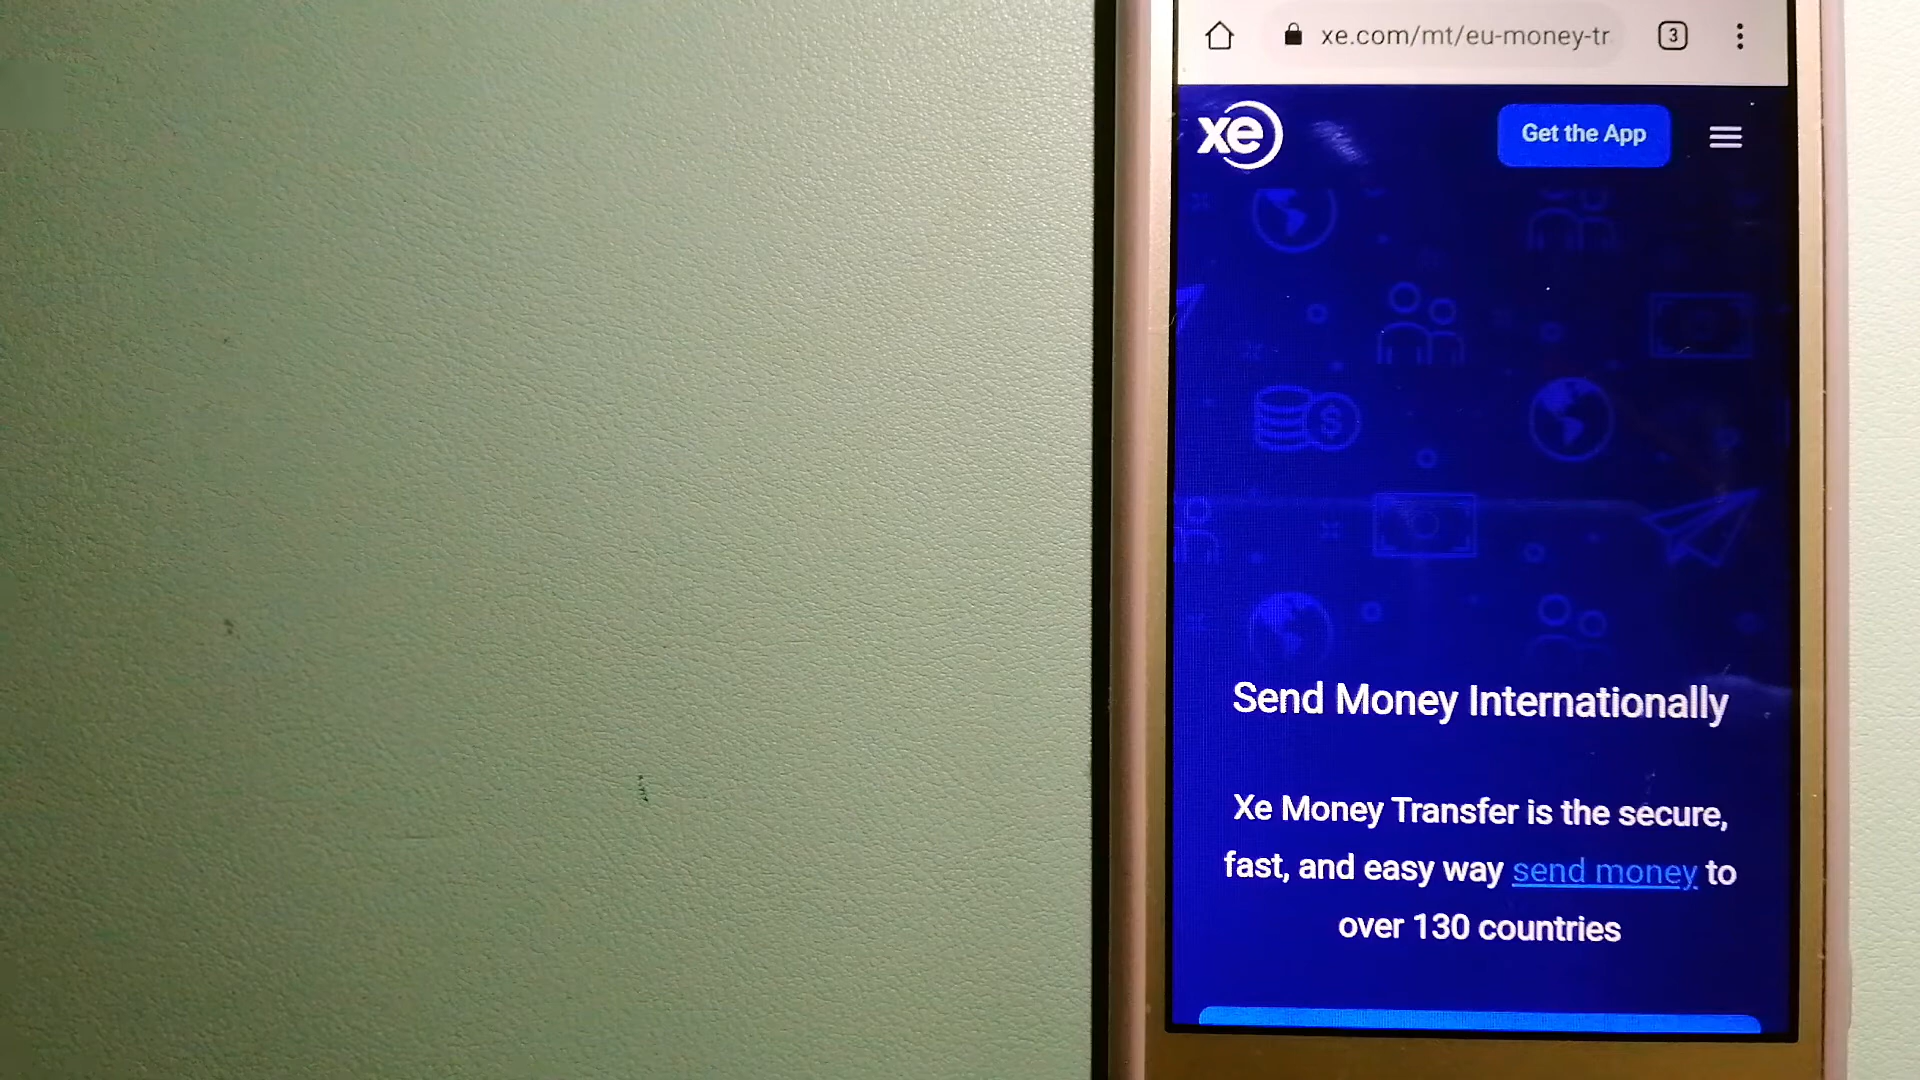 xe.com/mt/eu-money-tr
3
xe
Get the App
Send Money Internationally
Xe Money Transfer is the secure,
fast, and easy way send money to
over 130 countries